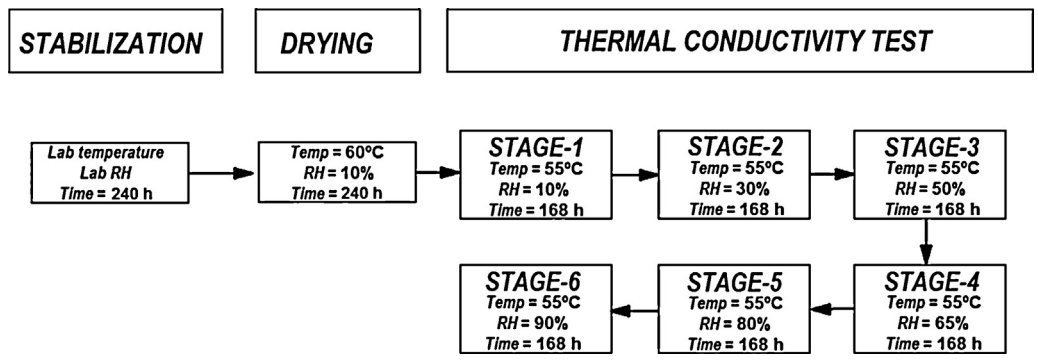 STABILIZATION
DRYING
THERMAL CONDUCTIVITY TEST
Lab temperature
Lab RH
Time = 240 h
Temp = 60ºC
RH = 10%
Time = 240 h
STAGE-1
Temp = 55ºC
RH = 10%
Time = 168 h
STAGE-2
Temp = 55ºC
RH = 30%
Time = 168 h
STAGE-3
Temp = 55ºC
RH = 50%
Time = 168 h
STAGE-4
Temp = 55ºC
RH = 65%
Time = 168 h
STAGE-5
Temp = 55ºC
RH = 80%
Time = 168 h
STAGE-6
Temp = 55ºC
RH = 90%
Time = 168 h